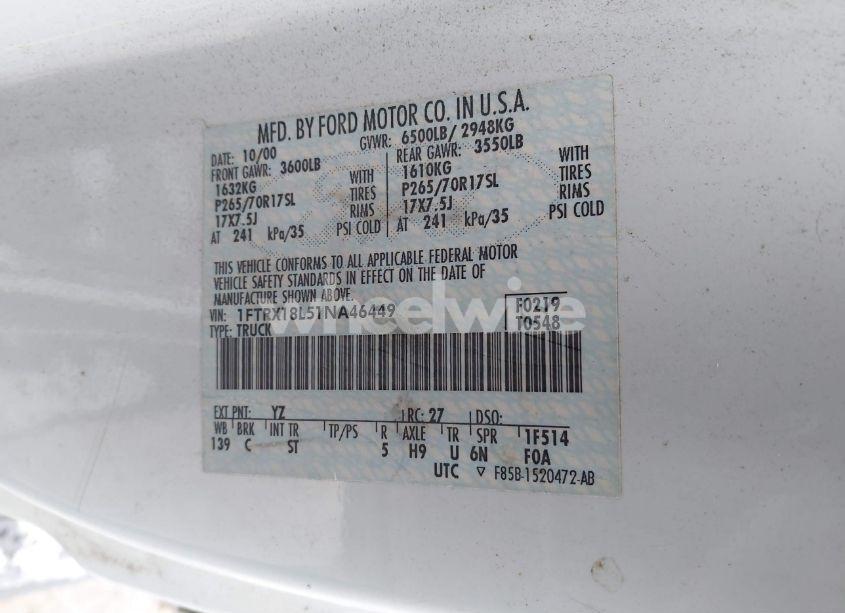 MFD. BY FORD MOTOR CO. IN U.S.A.
DATE: 10/00 GVWR: 6500LB/ 2948KG
FRONT GAWR: 3600LB REAR GAWR: 3550LB
1632KG WITH 1610KG WITH
P265/70R17SL TIRES P265/70R17SL TIRES
17X7.5J RIMS 17X7.5J RIMS
AT 241 kPa/35 PSI COLD AT 241 kPa/35 PSI COLD
THIS VEHICLE CONFORMS TO ALL APPLICABLE FEDERAL MOTOR
VEHICLE SAFETY STANDARDS IN EFFECT ON THE DATE OF
MANUFACTURE SHOWN ABOVE.
VIN: 1FTRX18L51NA46449 F0219
TYPE: TRUCK T0548
wheelwise
EXT PNT: YZ RC: 27 DSO:
WB BRK INT TR TP/PS R AXLE TR SPR 1F514
139 C ST 5 H9 U 6N F0A
UTC ▽ F85B-1520472-AB